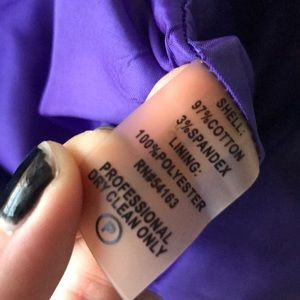 SHELL:
97%COTTON
3%SPANDEX
LINING:
100%POLYESTER
RN#54163
PROFESSIONAL
DRYCLEAN ONLY
P